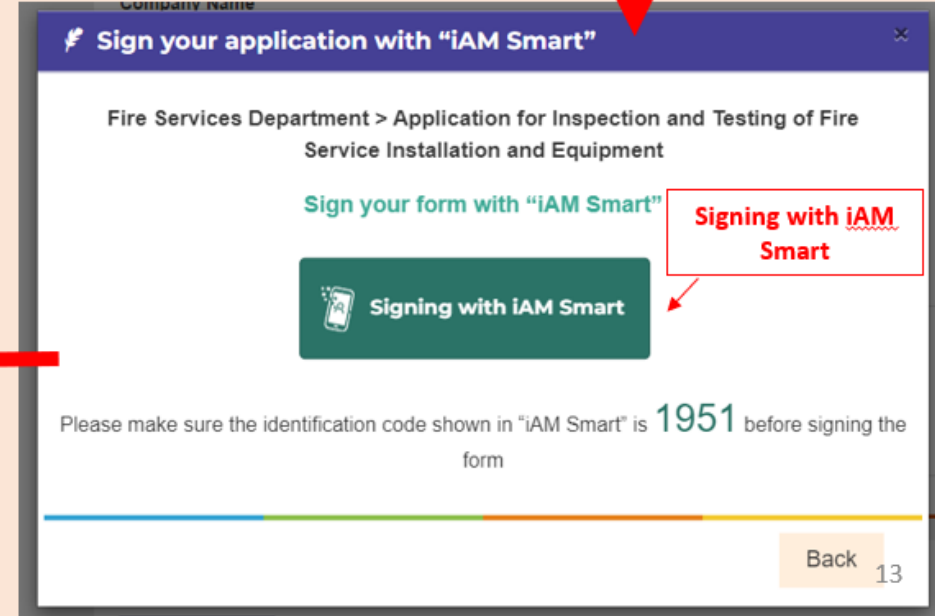 Company Name
Sign your application with “iAM Smart”
×
Fire Services Department > Application for Inspection and Testing of Fire
Service Installation and Equipment
Sign your form with “iAM Smart”
Signing with iAM
Smart
Signing with iAM Smart
Please make sure the identification code shown in “iAM Smart” is 1951 before signing the
form
Back
13